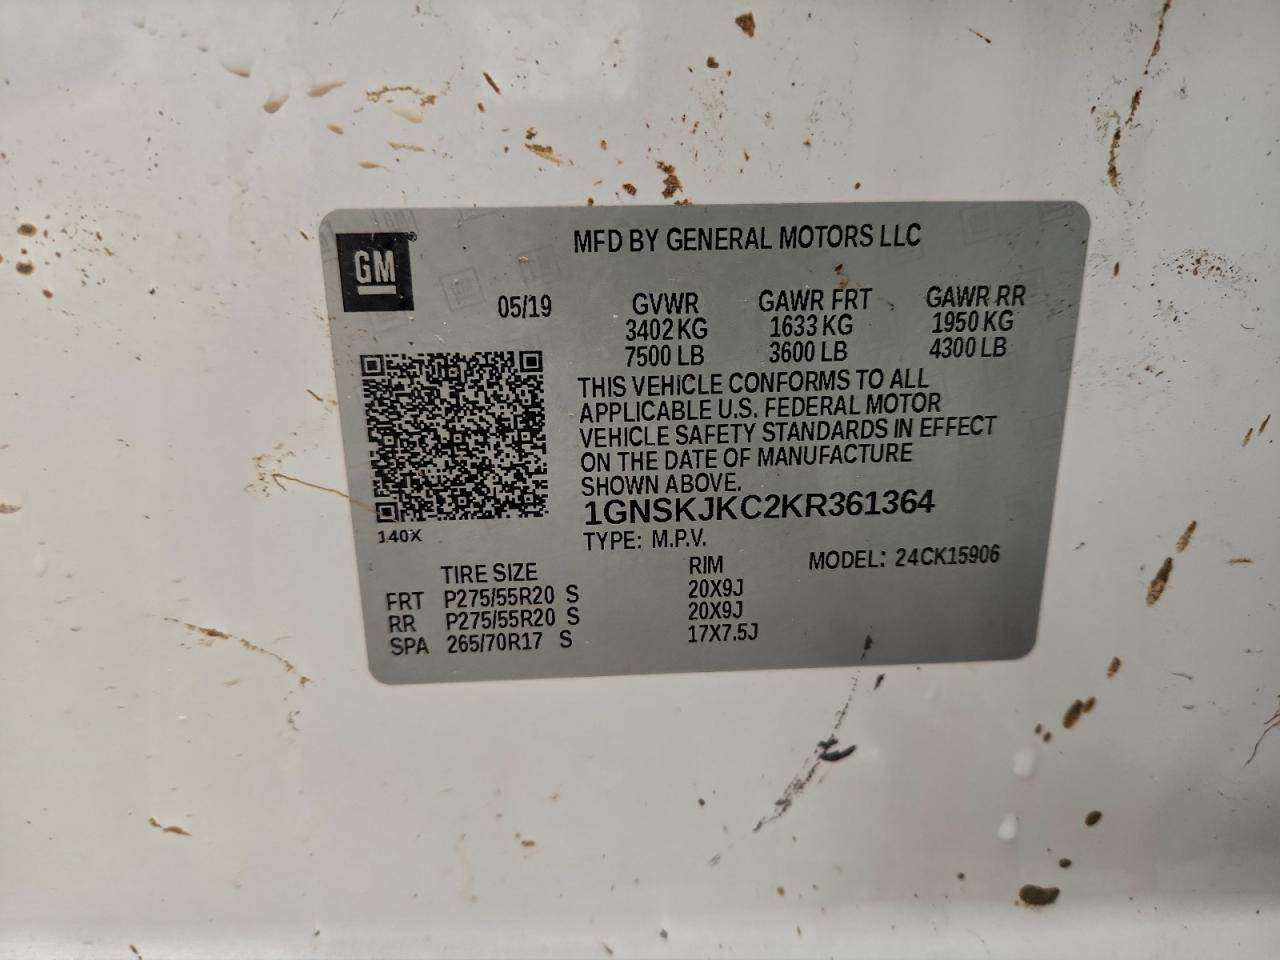 GM
MFD BY GENERAL MOTORS LLC
05/19 GVWR GAWR FRT GAWR RR
3402 KG 1633 KG 1950 KG
7500 LB 3600 LB 4300 LB
THIS VEHICLE CONFORMS TO ALL
APPLICABLE U.S. FEDERAL MOTOR
VEHICLE SAFETY STANDARDS IN EFFECT
ON THE DATE OF MANUFACTURE
SHOWN ABOVE.
1GNSKJKC2KR361364
140X
TYPE: M.P.V.
MODEL: 24CK15906
TIRE SIZE RIM
FRT P275/55R20 S 20X9J
RR P275/55R20 S 20X9J
SPA 265/70R17 S 17X7.5J